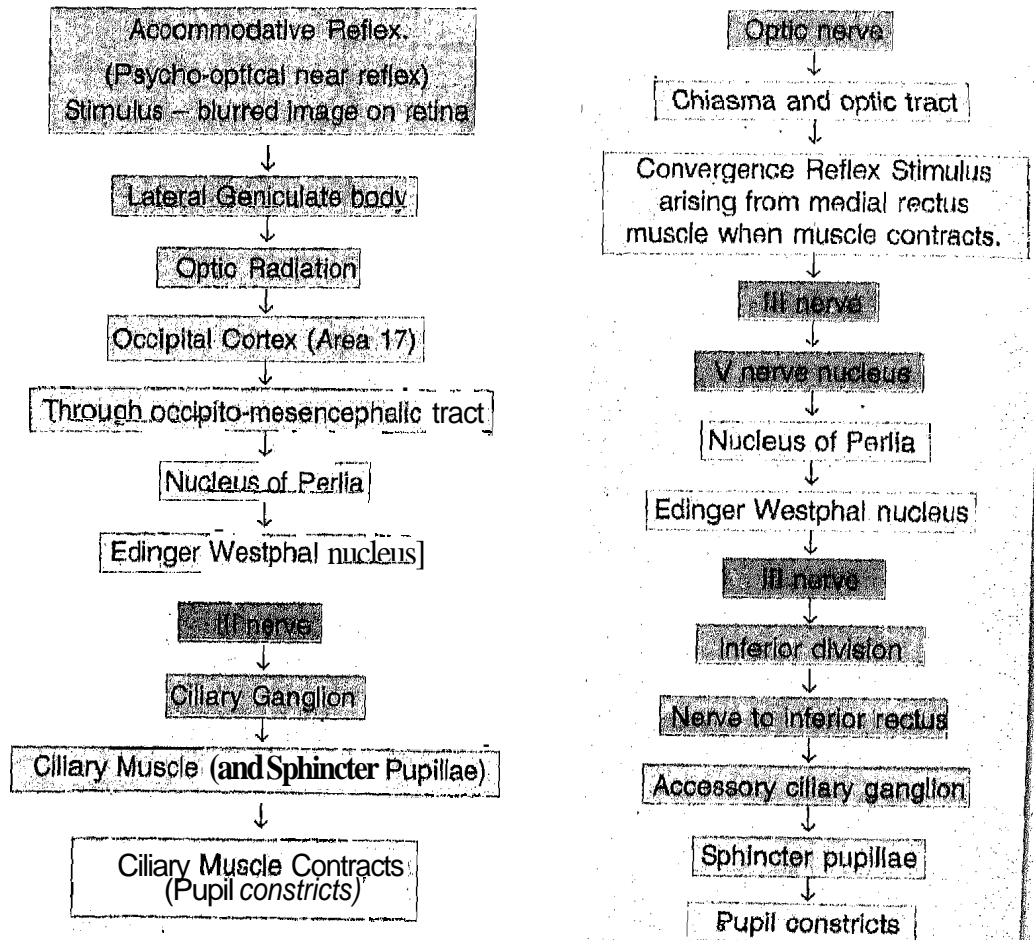 Accommodative Reflex.
(Psycho-optical near reflex)
Stimulus – blurred image on retina
Lateral Geniculate body
Optic Radiation
Occipital Cortex (Area 17)
Through occipito-mesencephalic tract
Nucleus of Perlia
Edinger Westphal nucleus]
III nerve
Ciliary Ganglion
Ciliary Muscle (and Sphincter Pupillae)
Ciliary Muscle Contracts
(Pupil constricts)
Optic nerve
Chiasma and optic tract
Convergence Reflex Stimulus
arising from medial rectus
muscle when muscle contracts.
III nerve
V nerve nucleus
Nucleus of Perlia
Edinger Westphal nucleus
III nerve
Inferior division
Nerve to inferior rectus
Accessory ciliary ganglion
Sphincter pupillae
Pupil constricts